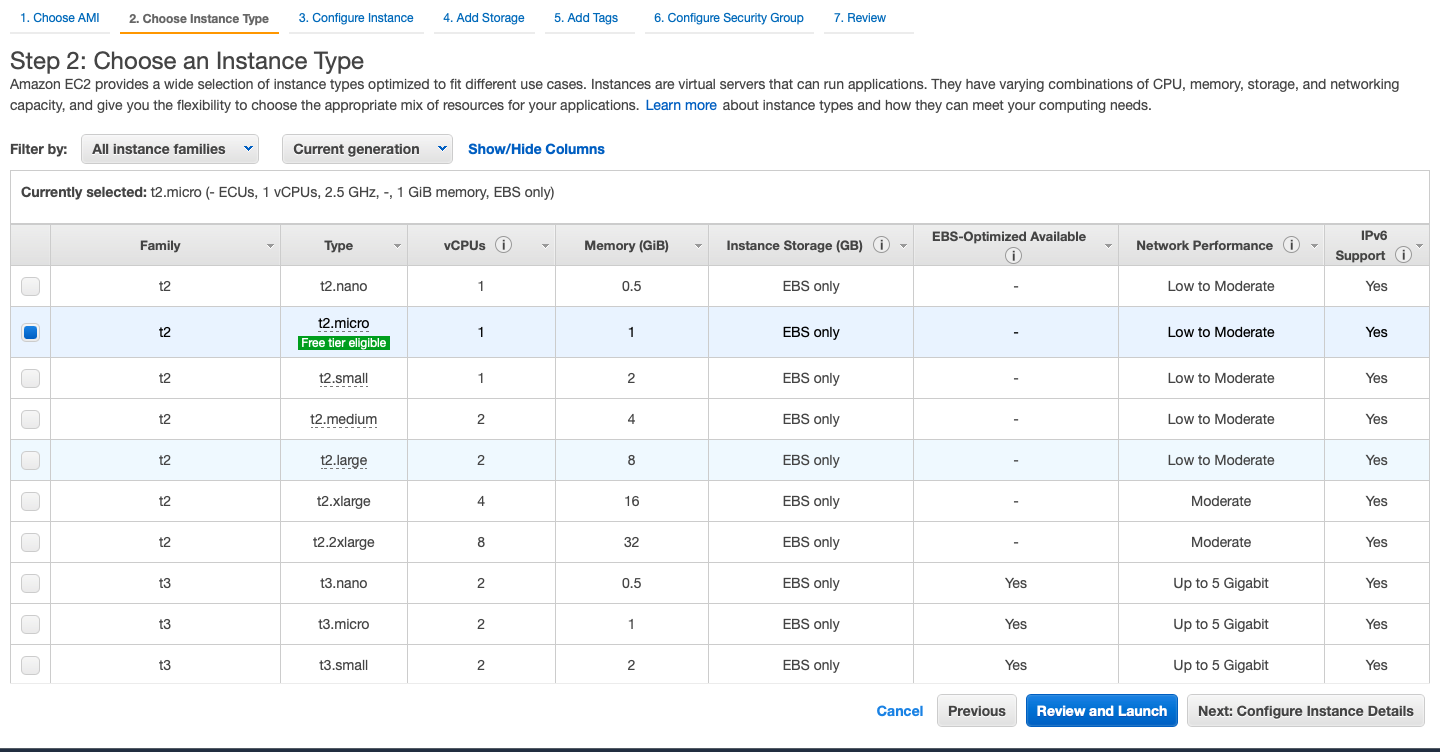 1. Choose AMI 2. Choose Instance Type 3. Configure Instance 4. Add Storage 5. Add Tags 6. Configure Security Group 7. Review
Step 2: Choose an Instance Type
Amazon EC2 provides a wide selection of instance types optimized to fit different use cases. Instances are virtual servers that can run applications. They have varying combinations of CPU, memory, storage, and networking
capacity, and give you the flexibility to choose the appropriate mix of resources for your applications. Learn more about instance types and how they can meet your computing needs.
Filter by: All instance families Current generation Show/Hide Columns
Currently selected: t2.micro (- ECUs, 1 vCPUs, 2.5 GHz, -, 1 GiB memory, EBS only)
Family Type vCPUs i Memory (GiB) Instance Storage (GB) i EBS-Optimized Available i Network Performance i IPv6 Support i
t2 t2.nano 1 0.5 EBS only - Low to Moderate Yes
t2 t2.micro Free tier eligible 1 1 EBS only - Low to Moderate Yes
t2 t2.small 1 2 EBS only - Low to Moderate Yes
t2 t2.medium 2 4 EBS only - Low to Moderate Yes
t2 t2.large 2 8 EBS only - Low to Moderate Yes
t2 t2.xlarge 4 16 EBS only - Moderate Yes
t2 t2.2xlarge 8 32 EBS only - Moderate Yes
t3 t3.nano 2 0.5 EBS only Yes Up to 5 Gigabit Yes
t3 t3.micro 2 1 EBS only Yes Up to 5 Gigabit Yes
t3 t3.small 2 2 EBS only Yes Up to 5 Gigabit Yes
Cancel Previous Review and Launch Next: Configure Instance Details